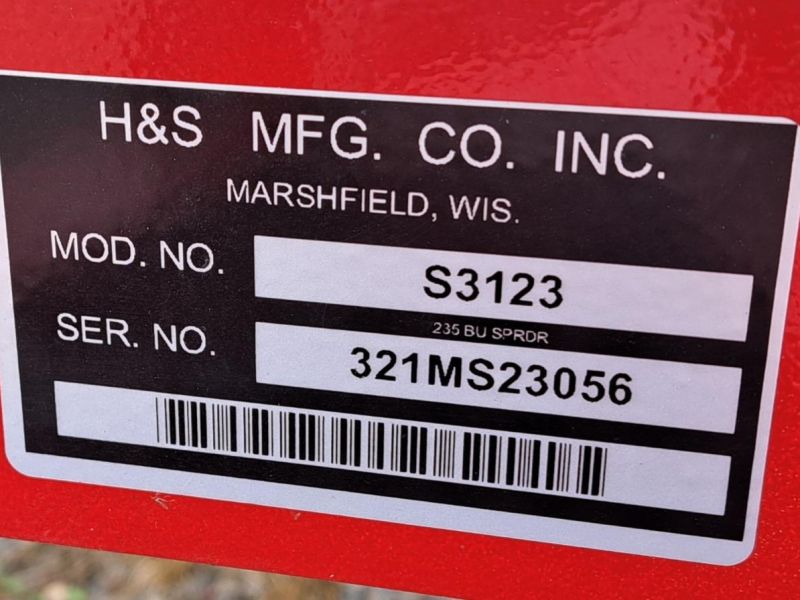 H&S MFG. CO. INC.
MARSHFIELD, WIS.
MOD. NO. S3123
235 BU SPRDR
SER. NO. 321MS23056